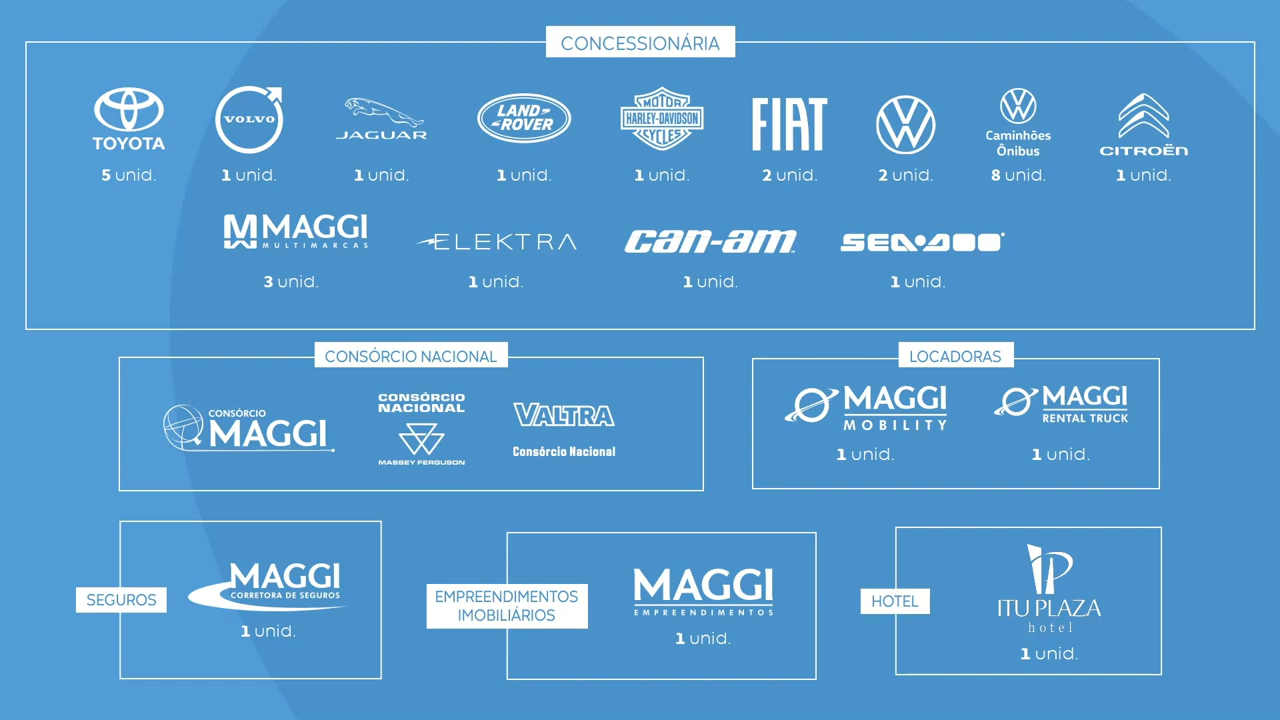 CONCESSIONÁRIA
TOYOTA
5 unid.
VOLVO
1 unid.
JAGUAR
1 unid.
LAND-
-ROVER
1 unid.
MOTOR
HARLEY-DAVIDSON
CYCLES
1 unid.
FIAT
2 unid.
2 unid.
Caminhões
Ônibus
8 unid.
CITROËN
1 unid.
MAGGI
MULTIMARCAS
3 unid.
ELEKTRA
1 unid.
can-am
1 unid.
SEA-DOO
1 unid.
CONSÓRCIO NACIONAL
CONSÓRCIO
MAGGI
CONSÓRCIO
NACIONAL
MASSEY FERGUSON
VALTRA
Consórcio Nacional
LOCADORAS
MAGGI
MOBILITY
1 unid.
MAGGI
RENTAL TRUCK
1 unid.
SEGUROS
MAGGI
CORRETORA DE SEGUROS
1 unid.
EMPREENDIMENTOS
IMOBILIÁRIOS
MAGGI
EMPREENDIMENTOS
1 unid.
HOTEL
ITU PLAZA
hotel
1 unid.